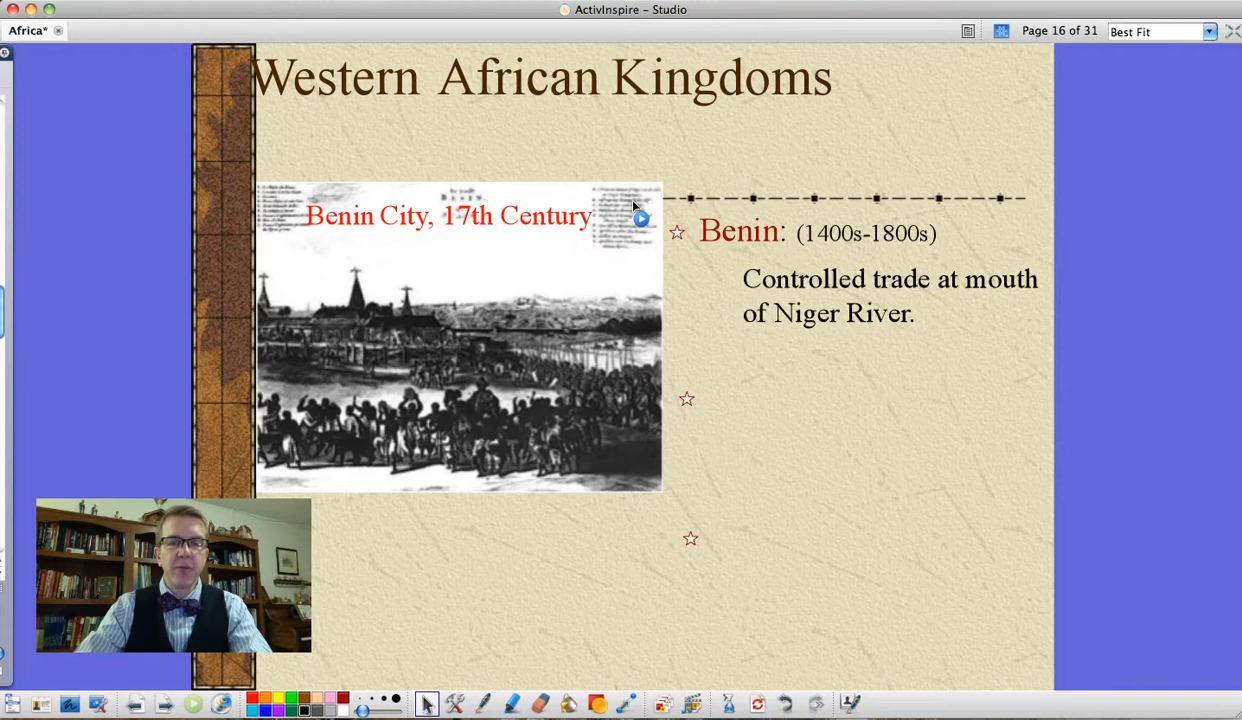 ActivInspire – Studio
Africa*
Page 16 of 31
Best Fit
Western African Kingdoms
BENIN.
Benin City, 17th Century
Benin: (1400s-1800s)
Controlled trade at mouth
of Niger River.